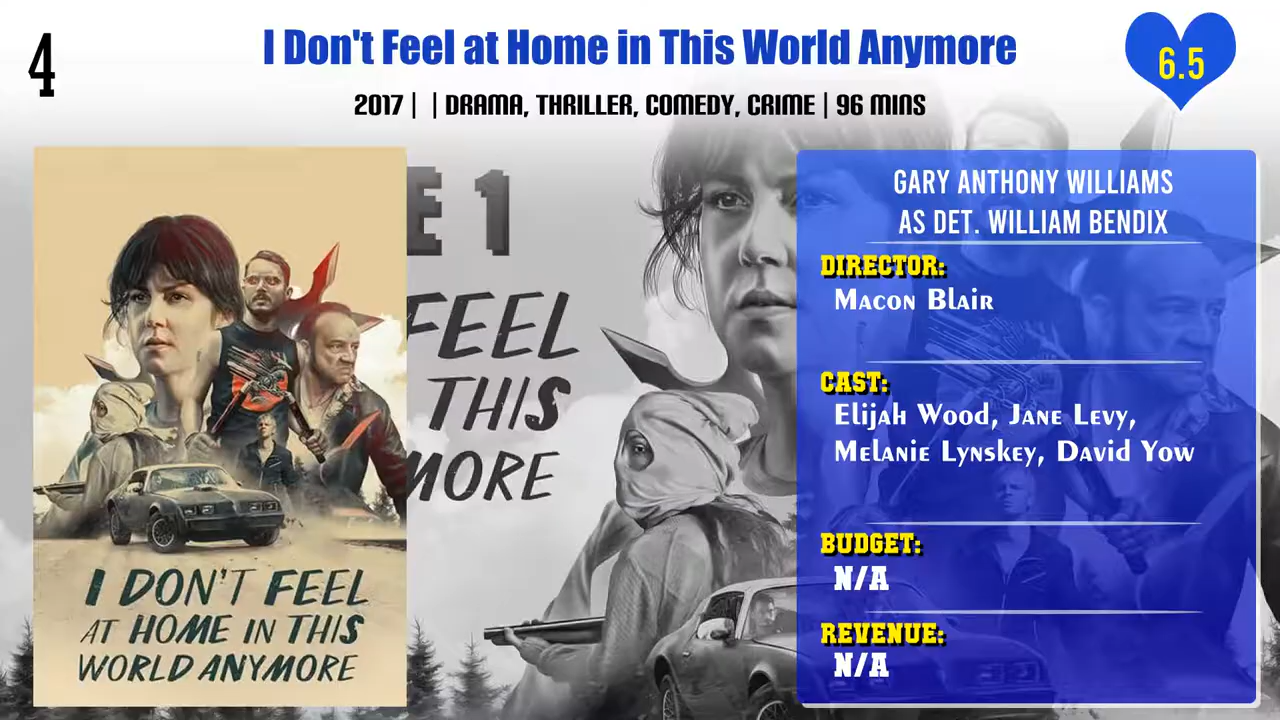 4
I Don't Feel at Home in This World Anymore
6.5
2017 | | DRAMA, THRILLER, COMEDY, CRIME | 96 MINS
E 1
FEEL
THIS
MORE
I DON'T FEEL
AT HOME IN THIS
WORLD ANYMORE
GARY ANTHONY WILLIAMS
AS DET. WILLIAM BENDIX
DIRECTOR:
Macon Blair
CAST:
Elijah Wood, Jane Levy,
Melanie Lynskey, David Yow
BUDGET:
N/A
REVENUE:
N/A